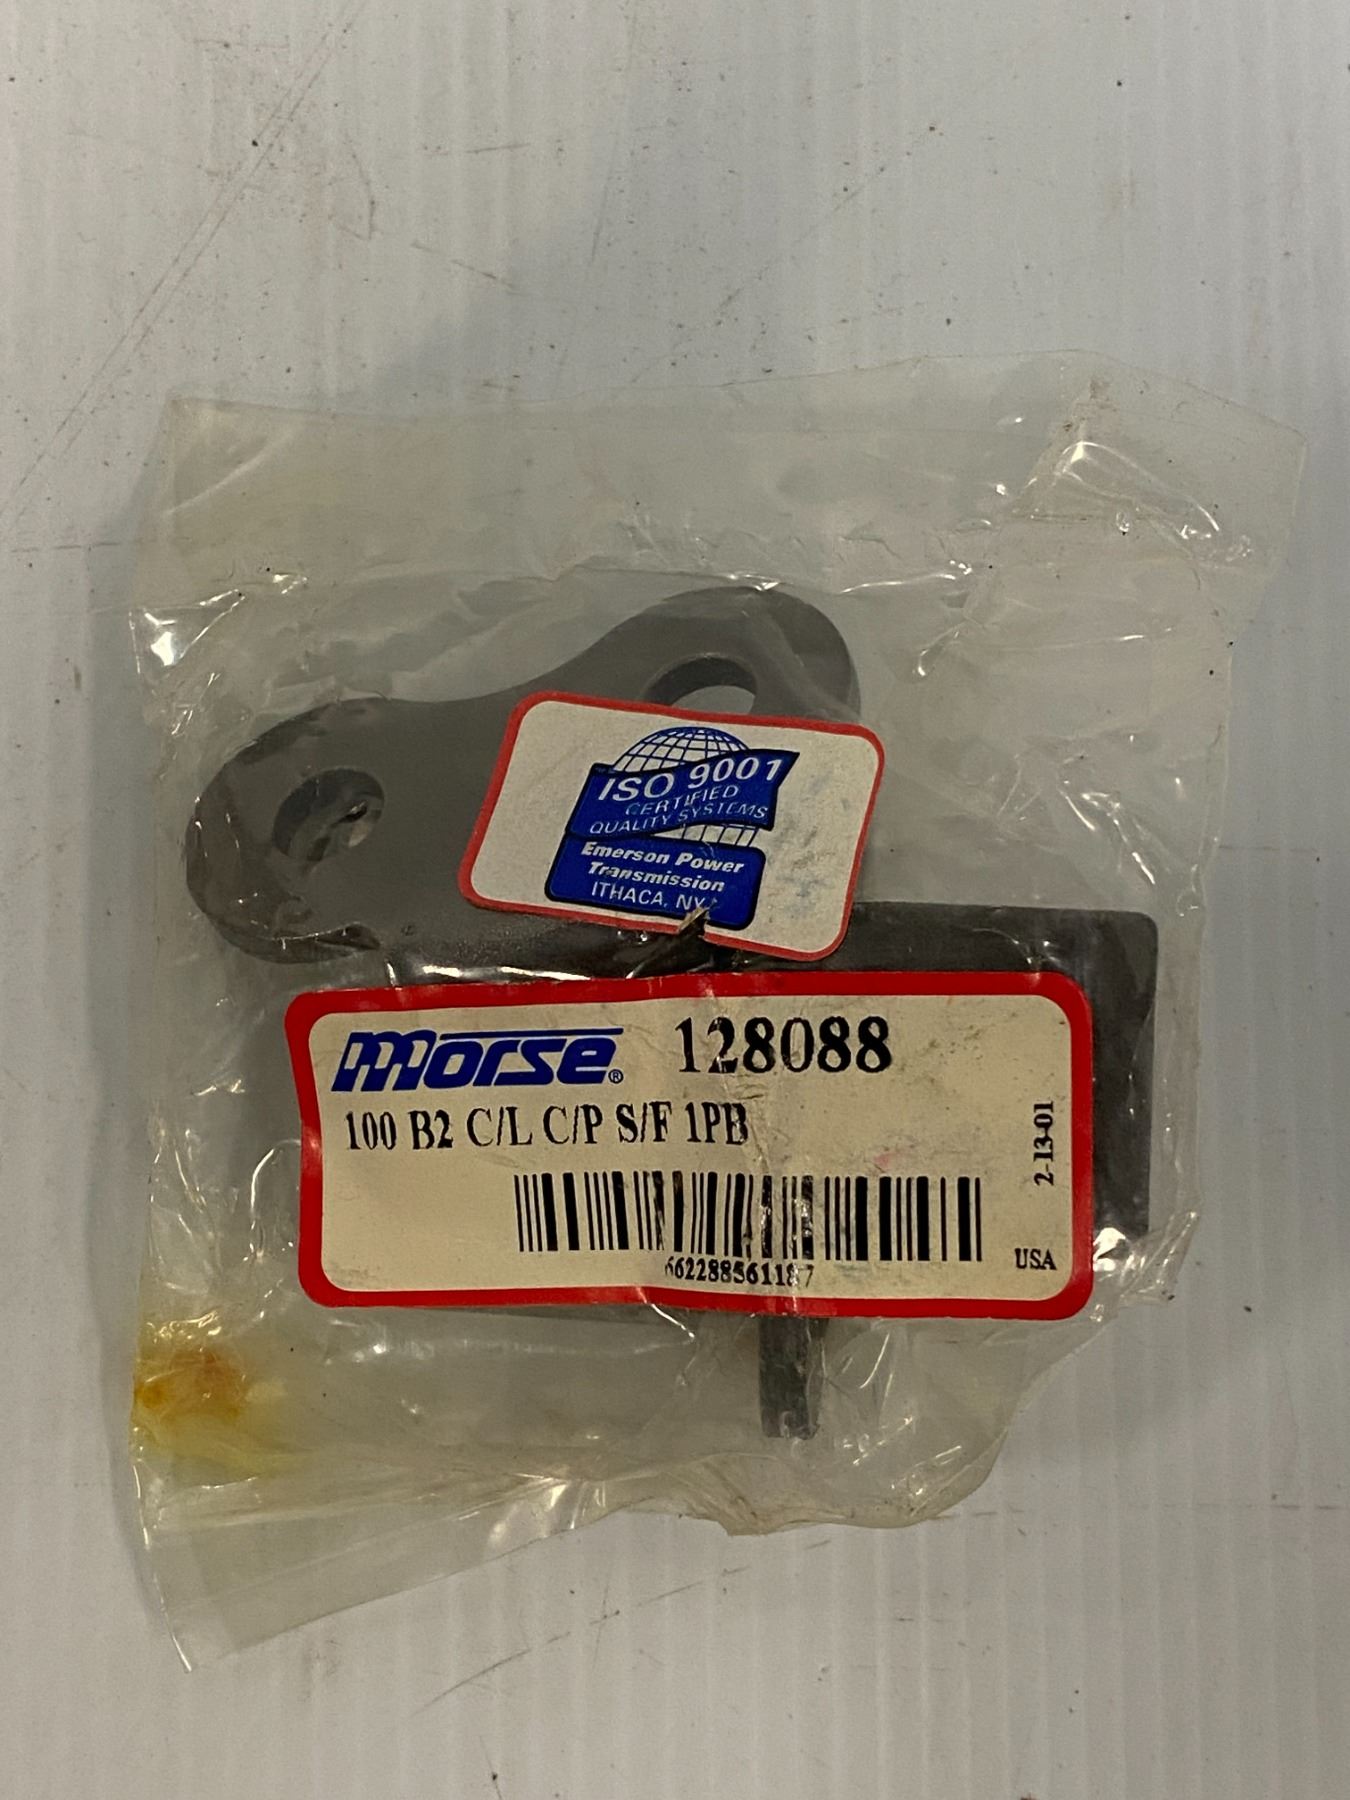 ISO 9001
CERTIFIED
QUALITY SYSTEMS
Emerson Power
Transmission
ITHACA, NY
morse® 128088
100 B2 C/L C/P S/F 1PB
2-13-01
662288561187
USA